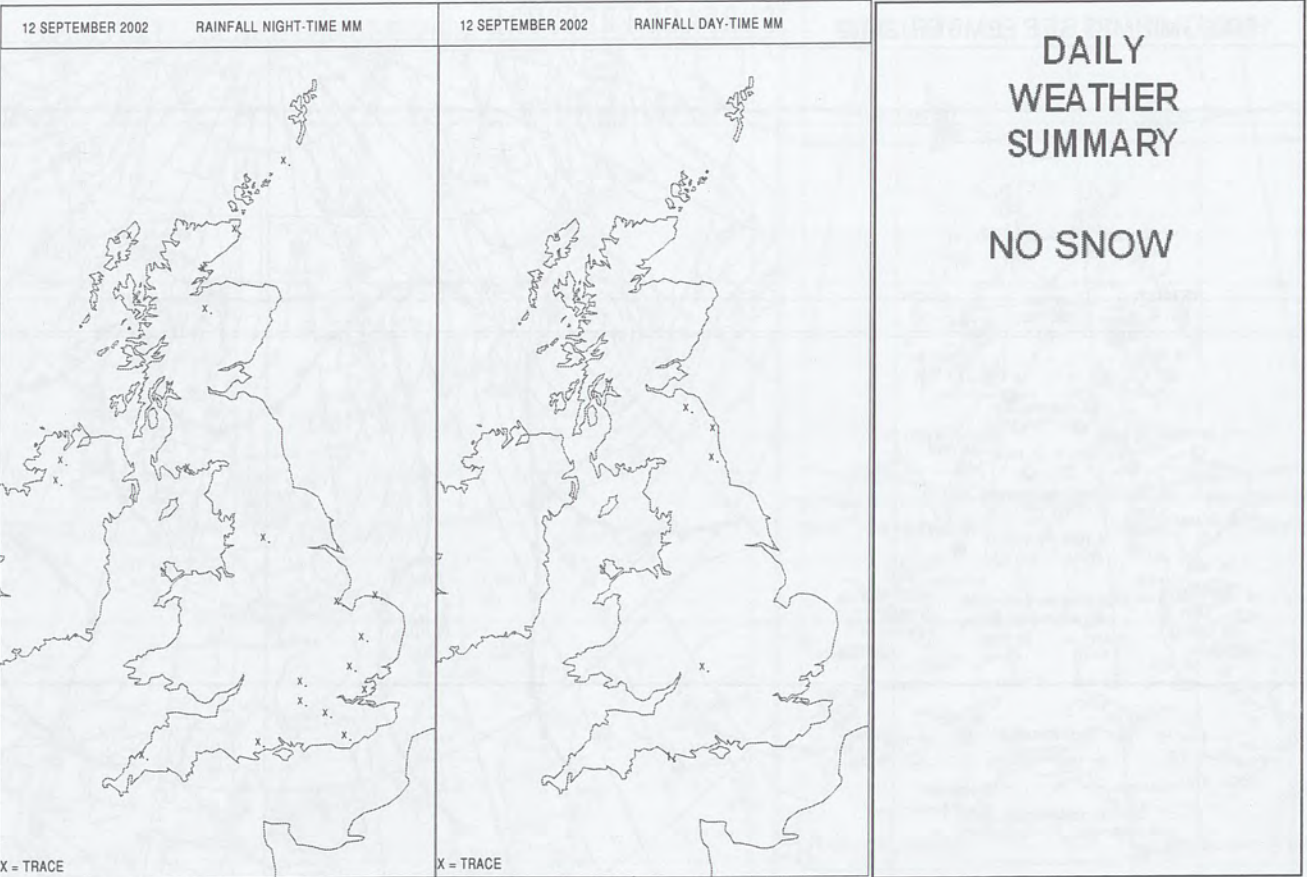 12 SEPTEMBER 2002 RAINFALL NIGHT-TIME MM
x.
x
x
x.
x
x
x.
x.
x
x
x.
x.
x.
x.
x
x.
x.
x.
X = TRACE
12 SEPTEMBER 2002 RAINFALL DAY-TIME MM
x.
x
x.
x.
X = TRACE
DAILY
WEATHER
SUMMARY
NO SNOW